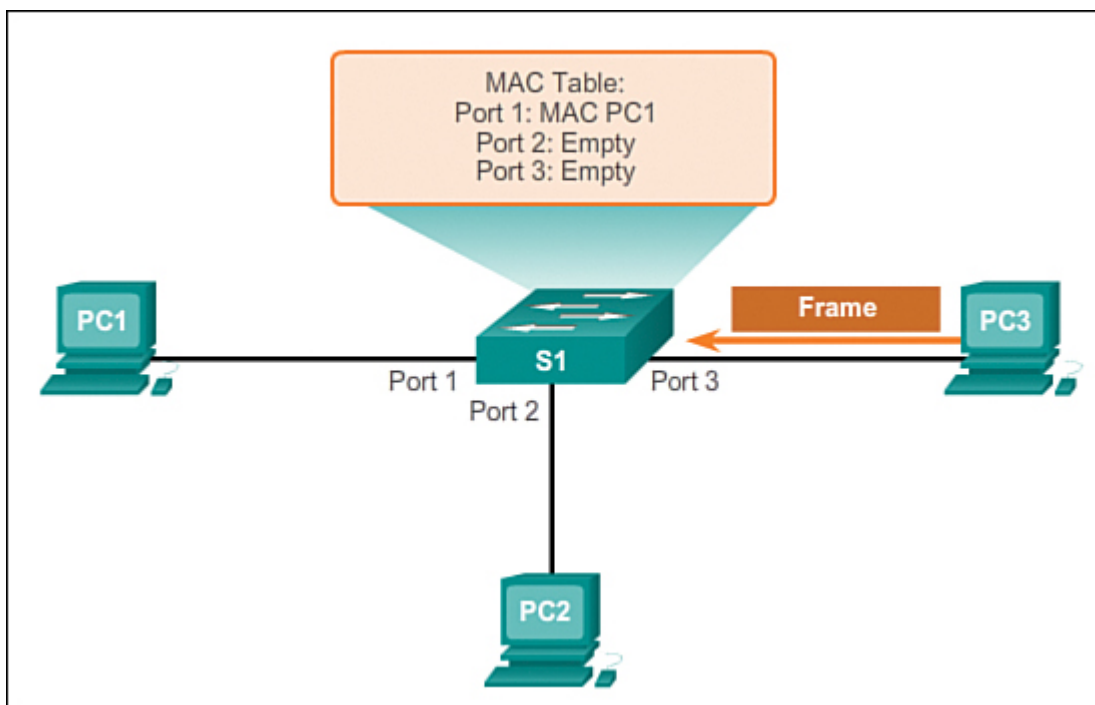 MAC Table:
Port 1: MAC PC1
Port 2: Empty
Port 3: Empty
PC1
Frame
PC3
S1
Port 1
Port 3
Port 2
PC2